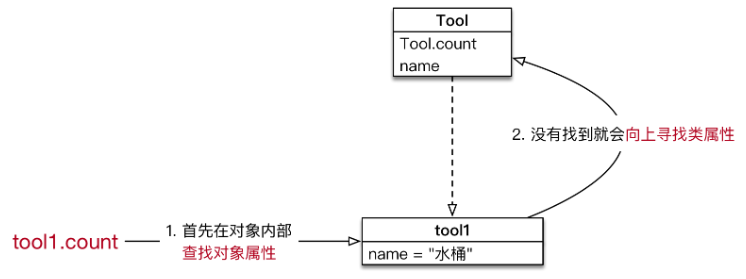 Tool
Tool.count
name
2. 没有找到就会向上寻找类属性
tool1.count
1. 首先在对象内部
查找对象属性
tool1
name = "水桶"